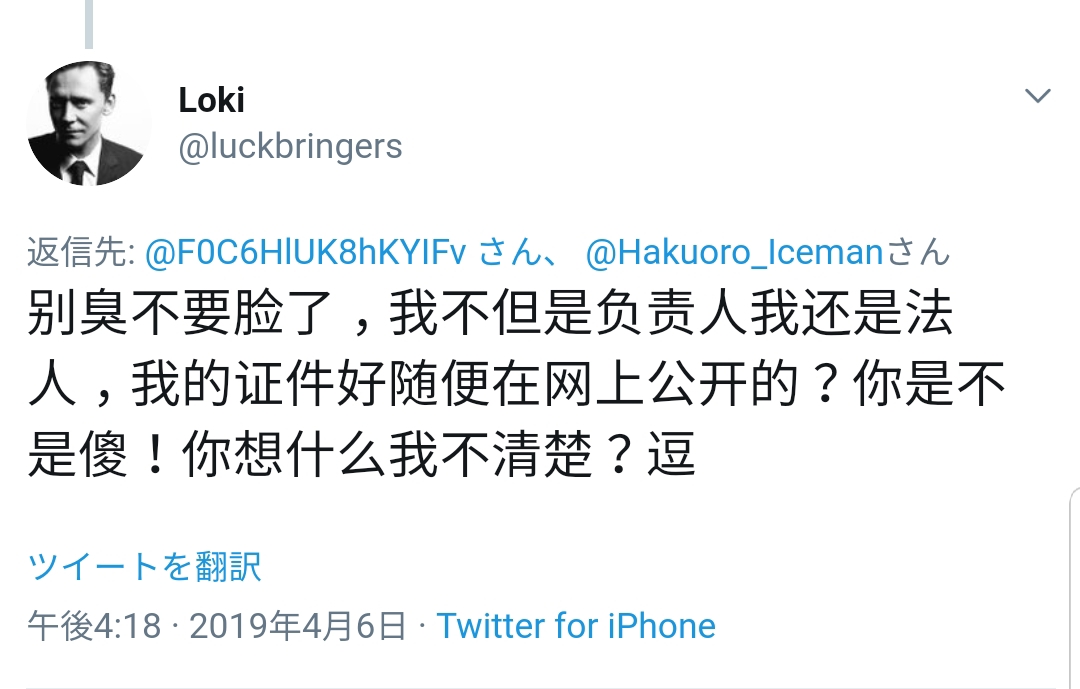 Loki
@luckbringers
返信先: @F0C6HlUK8hKYIFv さん、 @Hakuoro_Icemanさん
别臭不要脸了，我不但是负责人我还是法
人，我的证件好随便在网上公开的？你是不
是傻！你想什么我不清楚？逗
ツイートを翻訳
午後4:18 · 2019年4月6日 · Twitter for iPhone